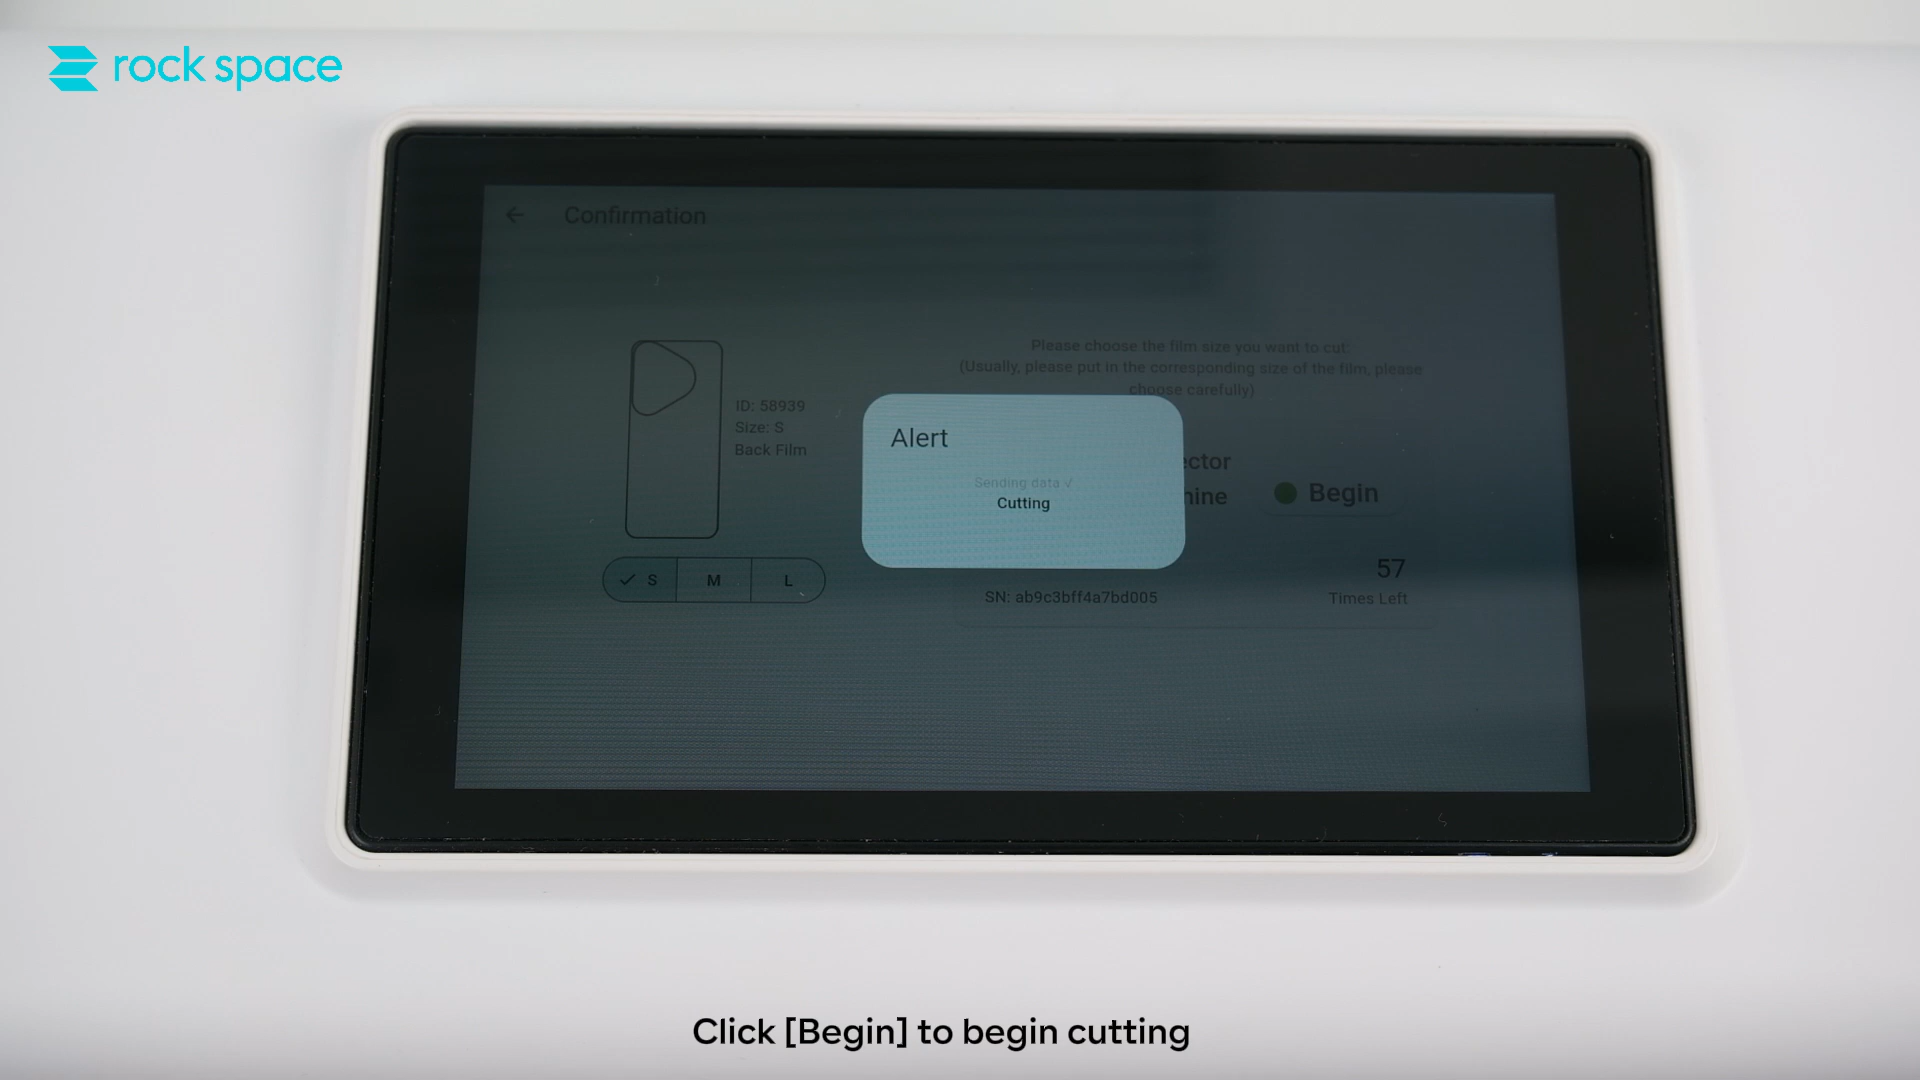 rock space
Confirmation
Please choose the film size you want to cut:
(Usually, please put in the corresponding size of the film, please
choose carefully)
ID: 58939
Size: S
Back Film
Alert
Sending data ✓
Cutting
Begin
S M L
SN: ab9c3bff4a7bd005
57
Times Left
Click [Begin] to begin cutting